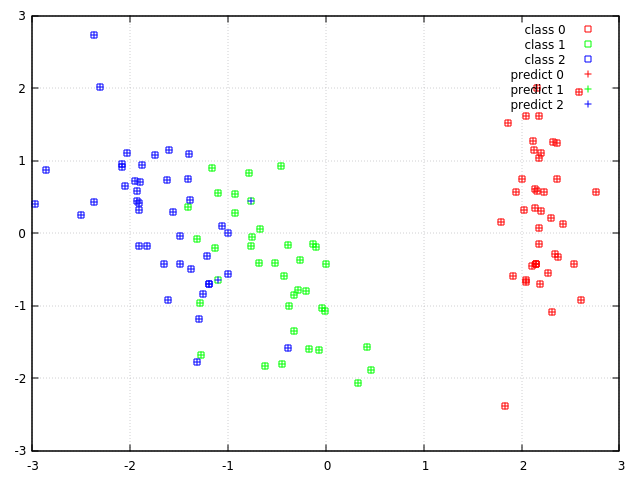 3
class 0
class 1
class 2
predict 0
predict 1
predict 2
2
1
0
-1
-2
-3
-3 -2 -1 0 1 2 3